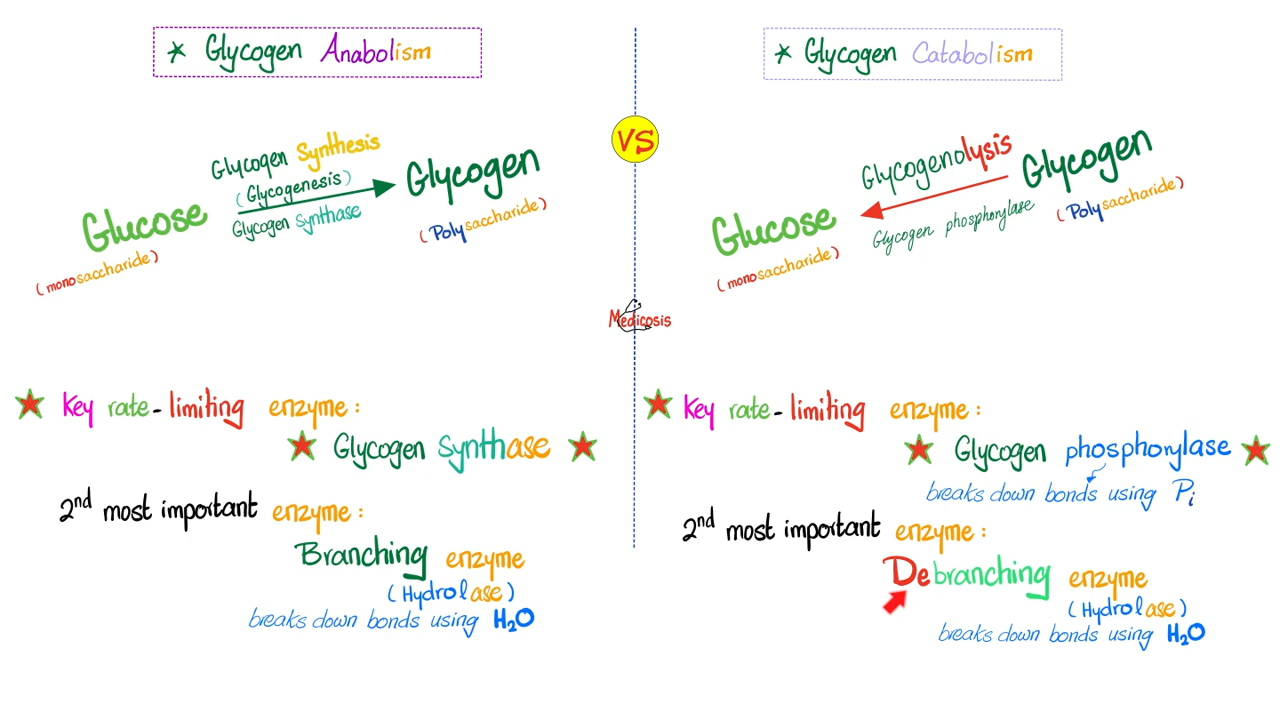 * Glycogen Anabolism
Glycogen Synthesis
(Glycogenesis)
Glycogen synthase
Glucose
(monosaccharide)
Glycogen
(Polysaccharide)
Key rate-limiting enzyme:
Glycogen synthase
2nd most important enzyme:
Branching enzyme
(Hydrolase)
breaks down bonds using H₂O
VS
Medicosis
* Glycogen Catabolism
Glycogenolysis
Glycogen phosphorylase
Glycogen
(Polysaccharide)
Glucose
(monosaccharide)
Key rate-limiting enzyme:
Glycogen phosphorylase
breaks down bonds using Pi
2nd most important enzyme:
Debranching enzyme
(Hydrolase)
breaks down bonds using H₂O